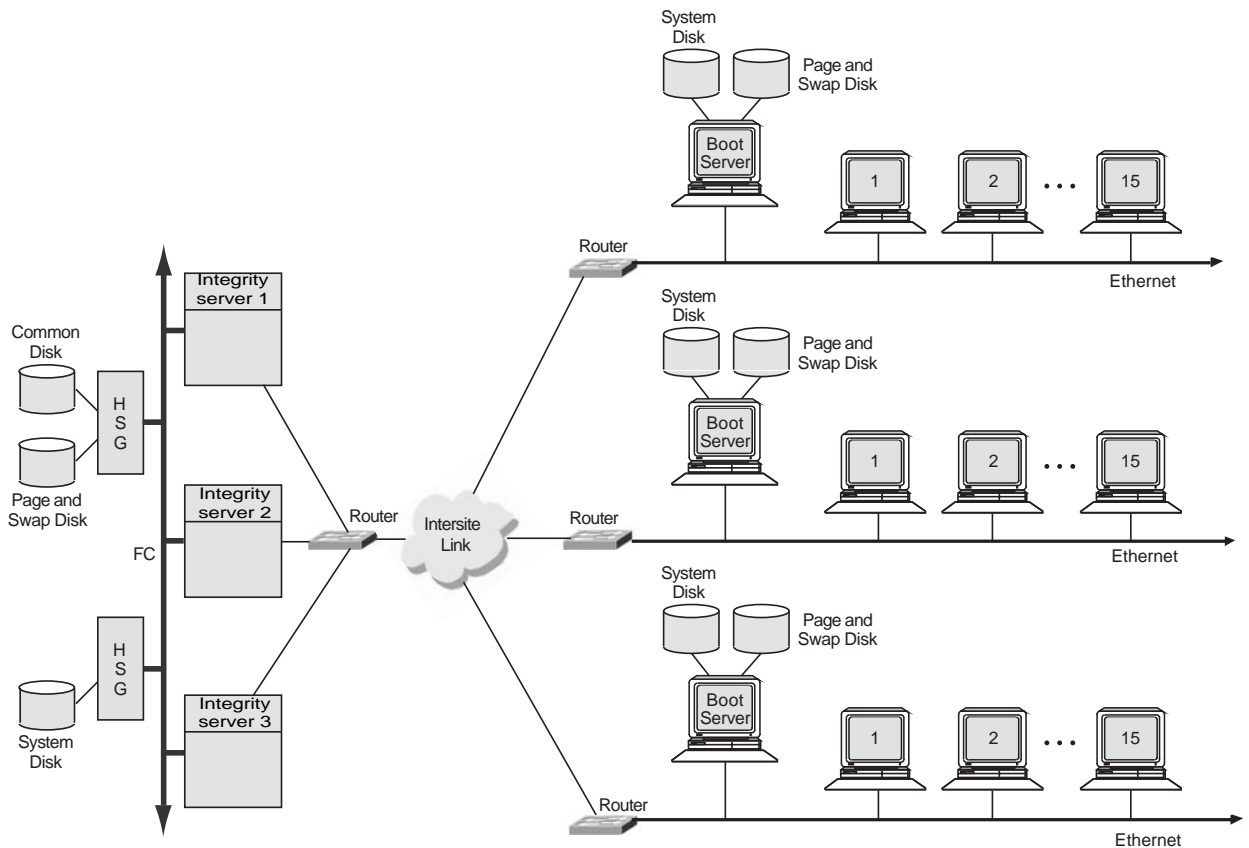 System
Disk
Page and
Swap Disk
Boot
Server
1
2
• • •
15
Router
Ethernet
Integrity
server 1
Common
Disk
H
S
G
Page and
Swap Disk
System
Disk
Page and
Swap Disk
Boot
Server
1
2
• • •
15
Integrity
server 2
Router
Intersite
Link
Router
FC
Ethernet
System
Disk
Page and
Swap Disk
H
S
G
Boot
Server
1
2
• • •
15
Integrity
server 3
System
Disk
Router
Ethernet